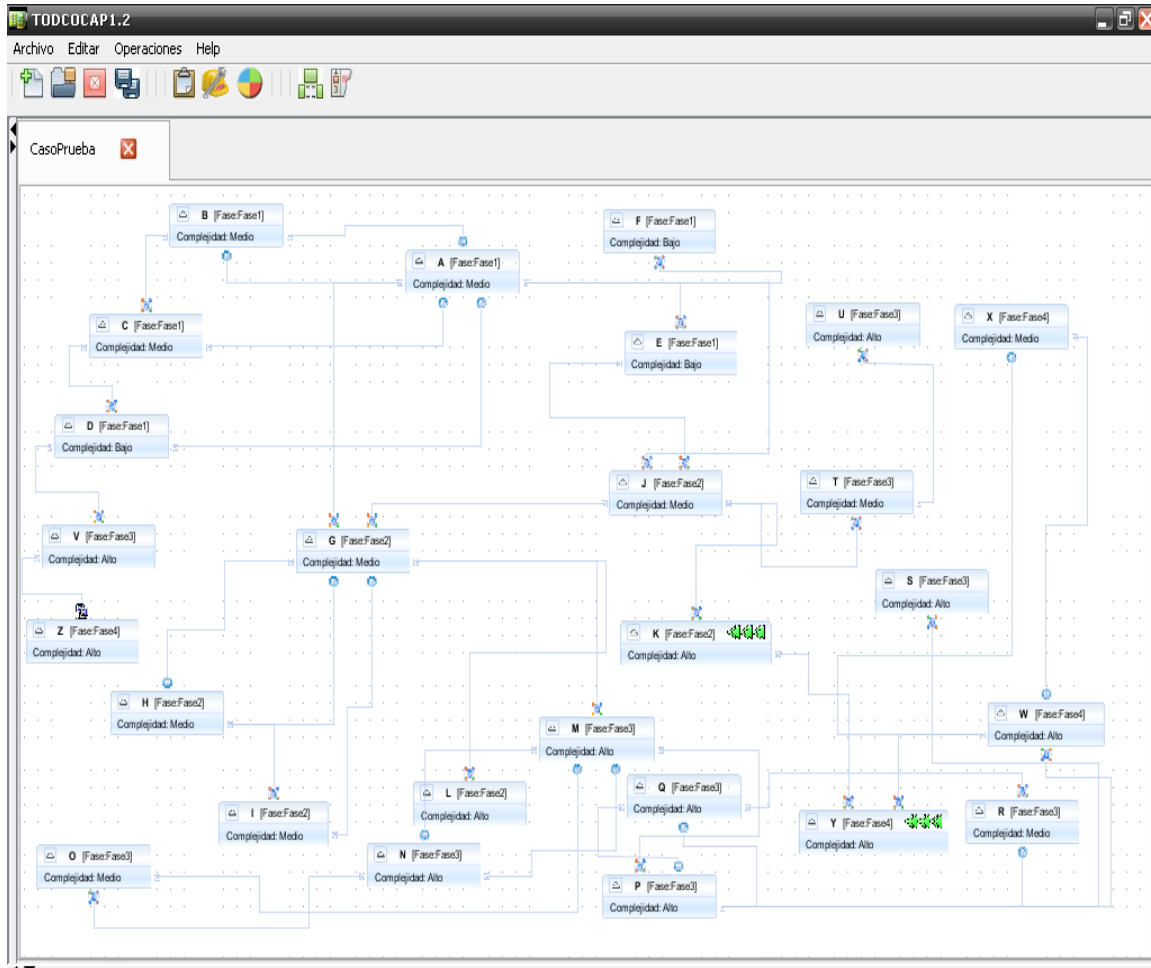 TODCOCAP1.2
Archivo Editar Operaciones Help
CasoPrueba
B [Fase:Fase1]
Complejidad: Medio
F [Fase:Fase1]
Complejidad: Bajo
A [Fase:Fase1]
Complejidad: Medio
C [Fase:Fase1]
Complejidad: Medio
E [Fase:Fase1]
Complejidad: Bajo
U [Fase:Fase3]
Complejidad: Alto
X [Fase:Fase4]
Complejidad: Medio
D [Fase:Fase1]
Complejidad: Bajo
J [Fase:Fase2]
Complejidad: Medio
T [Fase:Fase3]
Complejidad: Medio
V [Fase:Fase3]
Complejidad: Alto
G [Fase:Fase2]
Complejidad: Medio
S [Fase:Fase3]
Complejidad: Alto
Z [Fase:Fase4]
Complejidad: Alto
K [Fase:Fase2]
Complejidad: Alto
H [Fase:Fase2]
Complejidad: Medio
M [Fase:Fase3]
Complejidad: Alto
W [Fase:Fase4]
Complejidad: Alto
I [Fase:Fase2]
Complejidad: Medio
L [Fase:Fase2]
Complejidad: Alto
Q [Fase:Fase3]
Complejidad: Alto
Y [Fase:Fase4]
Complejidad: Alto
R [Fase:Fase3]
Complejidad: Medio
O [Fase:Fase3]
Complejidad: Medio
N [Fase:Fase3]
Complejidad: Alto
P [Fase:Fase3]
Complejidad: Alto